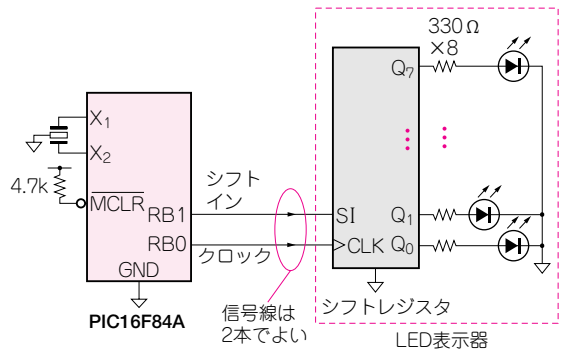 330Ω
×8
Q7
X1
X2
4.7k
MCLR
RB1
RB0
GND
PIC16F84A
シフト
イン
クロック
信号線は
2本でよい
SI
>CLK
Q1
Q0
シフトレジスタ
LED表示器